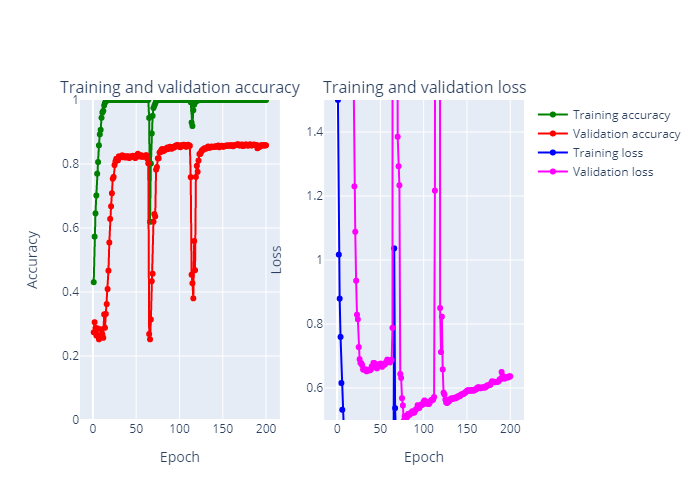 Training and validation accuracy
Training and validation loss
1
0.8
0.6
0.4
0.2
0
0
50
100
150
200
Epoch
Accuracy
1.4
1.2
1
0.8
0.6
0
50
100
150
200
Epoch
Loss
Training accuracy
Validation accuracy
Training loss
Validation loss